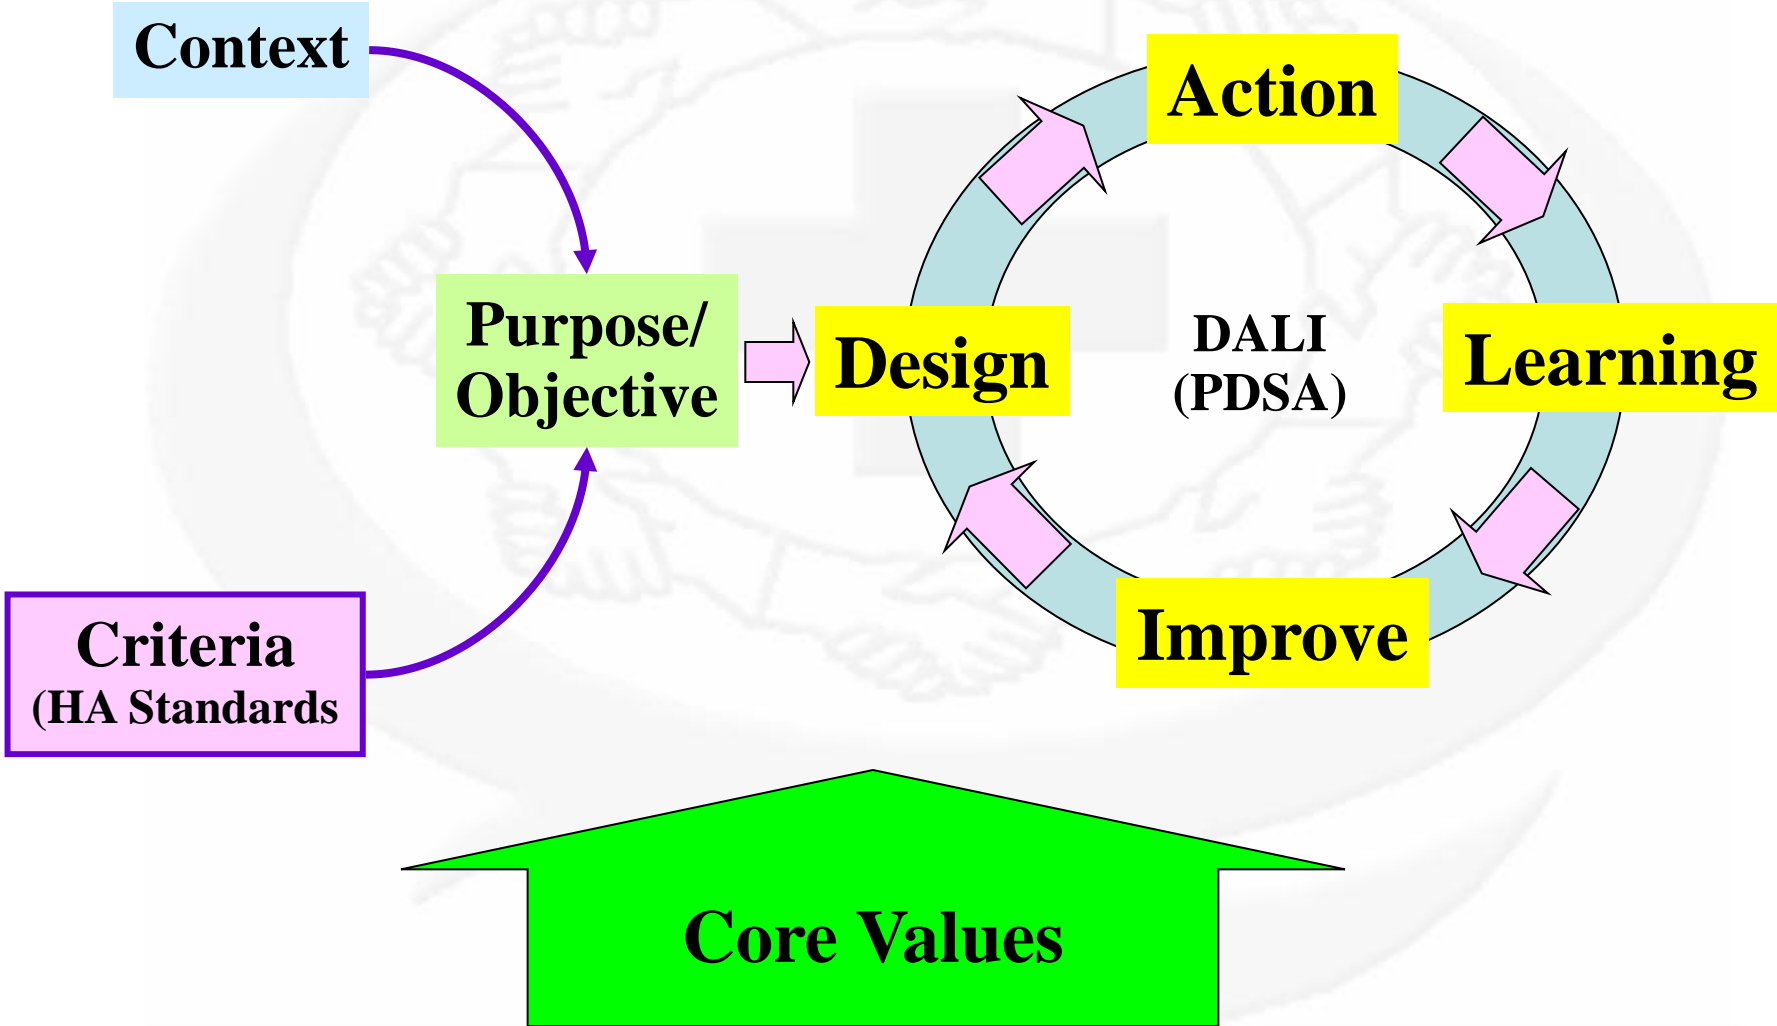 Context
Action
Purpose/
Objective
Design
DALI
(PDSA)
Learning
Criteria
(HA Standards
Improve
Core Values